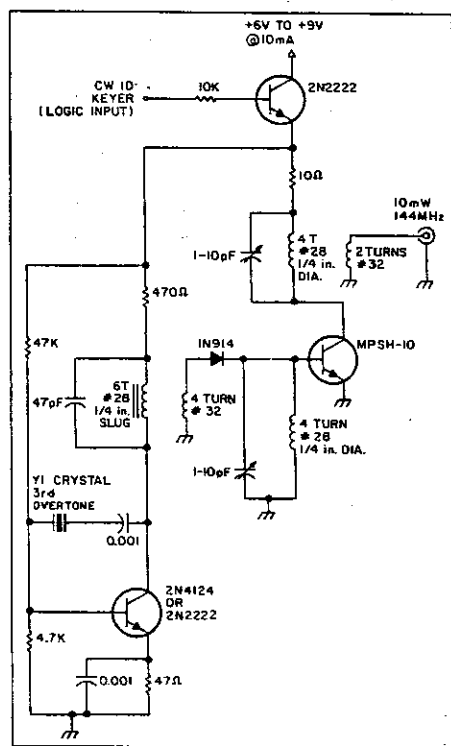 +6V TO +9V
@10mA
CW ID-
KEYER
(LOGIC INPUT)
10K
2N2222
10Ω
10mW
144MHz
1-10pF
4 T
#28
1/4 in.
DIA.
2 TURNS
#32
470Ω
47K
1N914
MPSH-10
47pF
6T
#28
1/4 in.
SLUG
4 TURN
#32
4 TURN
#28
1/4 in. DIA.
1-10pF
Y1 CRYSTAL
3rd
OVERTONE
0.001
2N4124
OR
2N2222
4.7K
0.001
47Ω